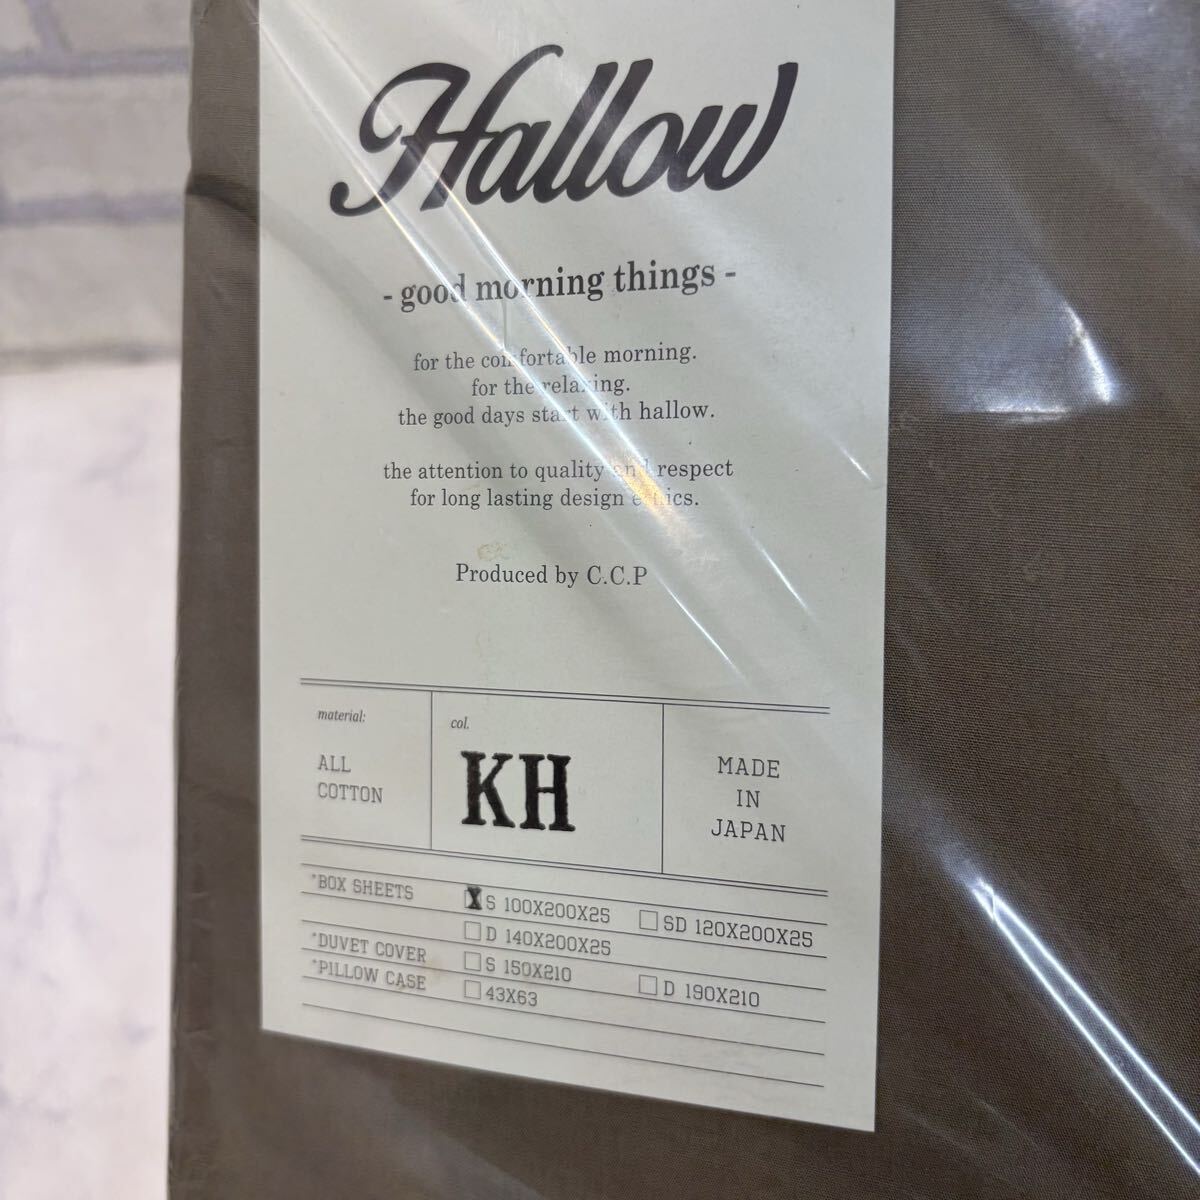 Hallow
- good morning things -
for the comfortable morning.
for the relaxing.
the good days start with hallow.
the attention to quality and respect
for long lasting design ethics.
Produced by C.C.P
material:
ALL
COTTON
col.
KH
MADE
IN
JAPAN
*BOX SHEETS X S 100X200X25 □ SD 120X200X25
□ D 140X200X25
*DUVET COVER □ S 150X210 □ D 190X210
*PILLOW CASE □ 43X63